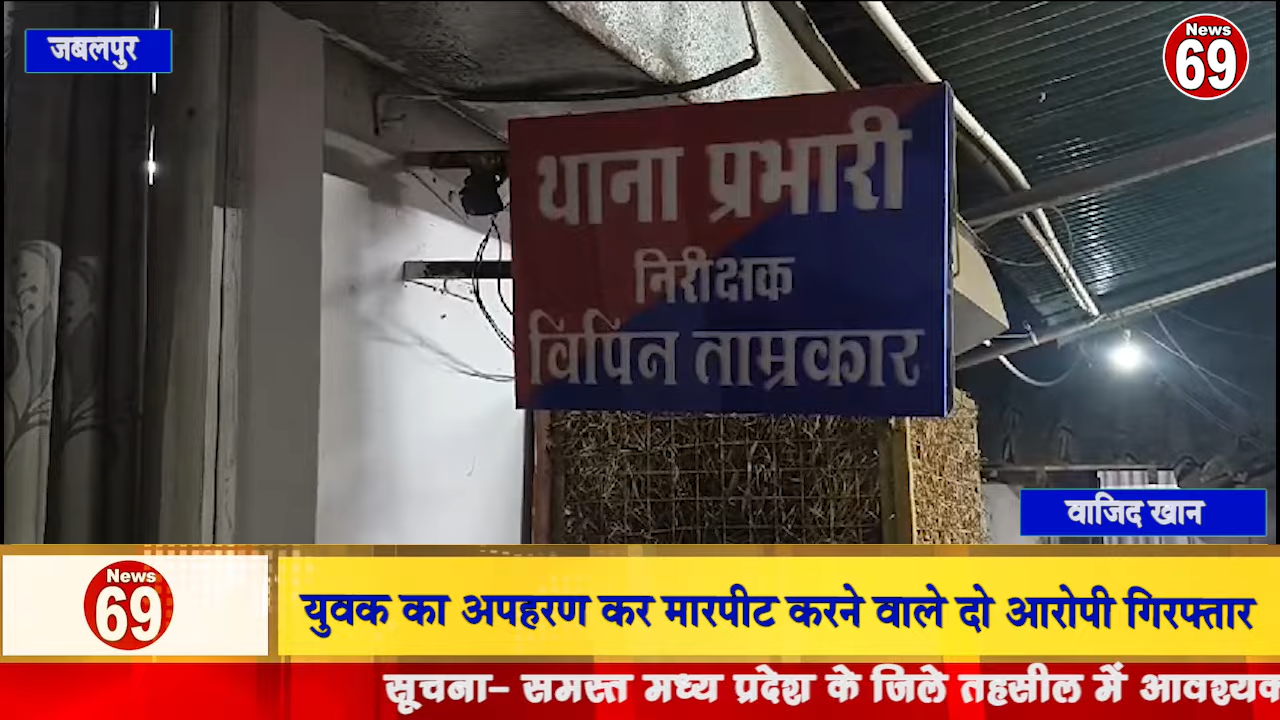 जबलपुर
News
69
थाना प्रभारी
निरीक्षक
विपिन ताम्रकार
वाजिद खान
News
69
युवक का अपहरण कर मारपीट करने वाले दो आरोपी गिरफ्तार
सूचना- समस्त मध्य प्रदेश के जिले तहसील में आवश्यक